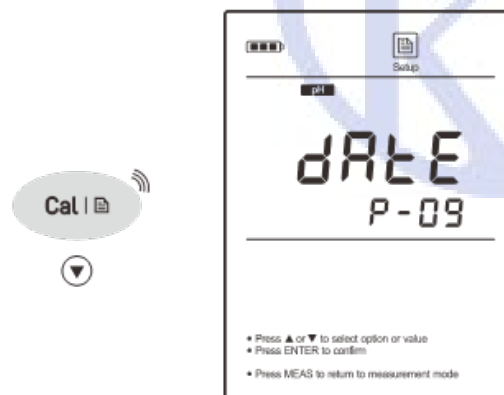 Setup
pH
dAtE
P-09
Cal
• Press ▲ or ▼ to select option or value
• Press ENTER to confirm
• Press MEAS to return to measurement mode